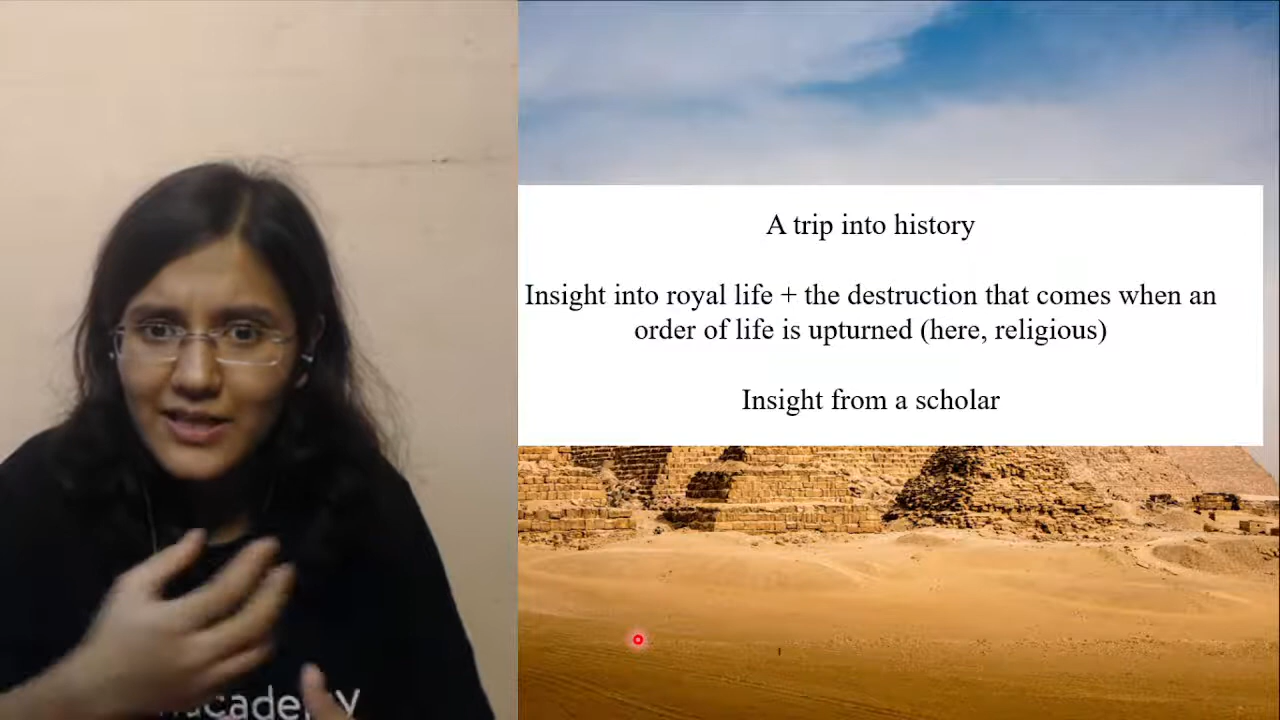 A trip into history
Insight into royal life + the destruction that comes when an
order of life is upturned (here, religious)
Insight from a scholar